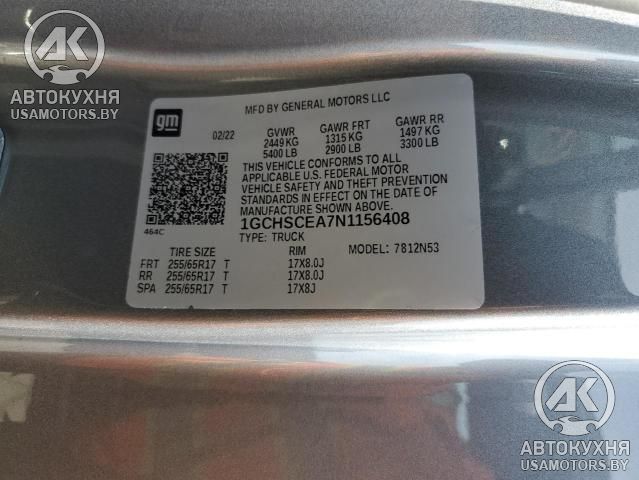 AK
АВТОКУХНЯ
USAMOTORS.BY
gm
MFD BY GENERAL MOTORS LLC
02/22 GVWR GAWR FRT GAWR RR
2449 KG 1315 KG 1497 KG
5400 LB 2900 LB 3300 LB
THIS VEHICLE CONFORMS TO ALL
APPLICABLE U.S. FEDERAL MOTOR
VEHICLE SAFETY AND THEFT PREVENTION
STANDARDS IN EFFECT ON THE DATE OF
MANUFACTURE SHOWN ABOVE.
464C 1GCHSCEA7N1156408
TYPE: TRUCK
TIRE SIZE RIM MODEL: 7812N53
FRT 255/65R17 T 17X8.0J
RR 255/65R17 T 17X8.0J
SPA 255/65R17 T 17X8J
AK
АВТОКУХНЯ
USAMOTORS.BY